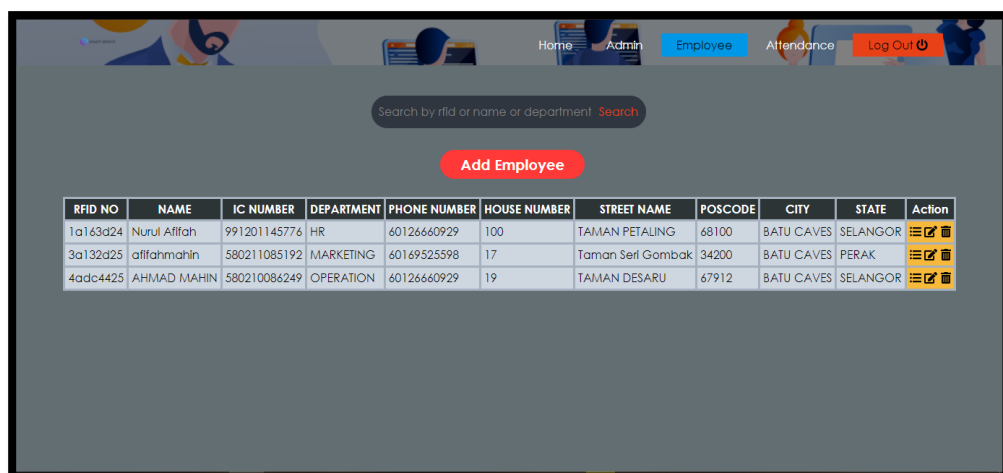 Home Admin Employee Attendance Log Out
Search by rfid or name or department Search
Add Employee
RFID NO NAME IC NUMBER DEPARTMENT PHONE NUMBER HOUSE NUMBER STREET NAME POSCODE CITY STATE Action
1a163d24 Nurul Afifah 991201145776 HR 60126660929 100 TAMAN PETALING 68100 BATU CAVES SELANGOR
3a132d25 afifahmahin 580211085192 MARKETING 60169525598 17 Taman Seri Gombak 34200 BATU CAVES PERAK
4adc4425 AHMAD MAHIN 580210086249 OPERATION 60126660929 19 TAMAN DESARU 67912 BATU CAVES SELANGOR